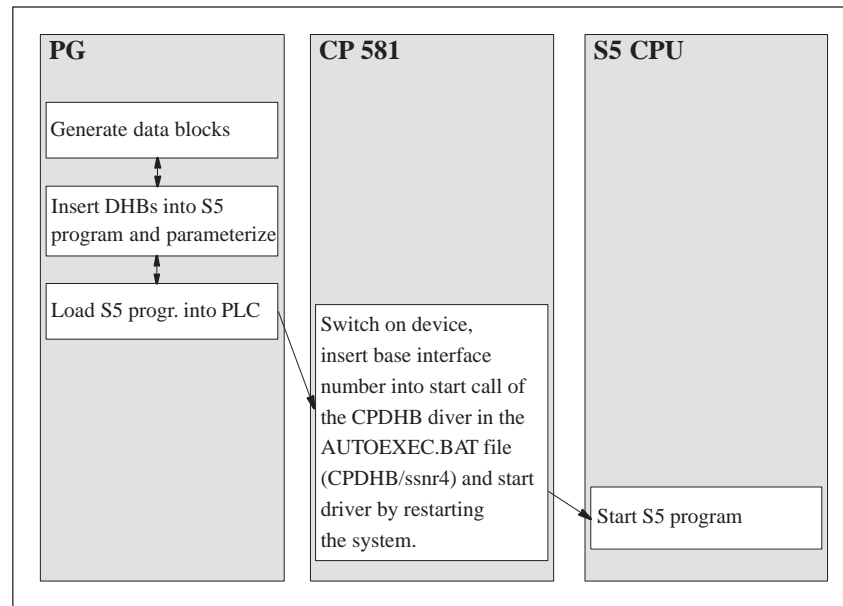 PG
Generate data blocks
Insert DHBs into S5
program and parameterize
Load S5 progr. into PLC
CP 581
Switch on device,
insert base interface
number into start call of
the CPDHB diver in the
AUTOEXEC.BAT file
(CPDHB/ssnr4) and start
driver by restarting
the system.
S5 CPU
Start S5 program